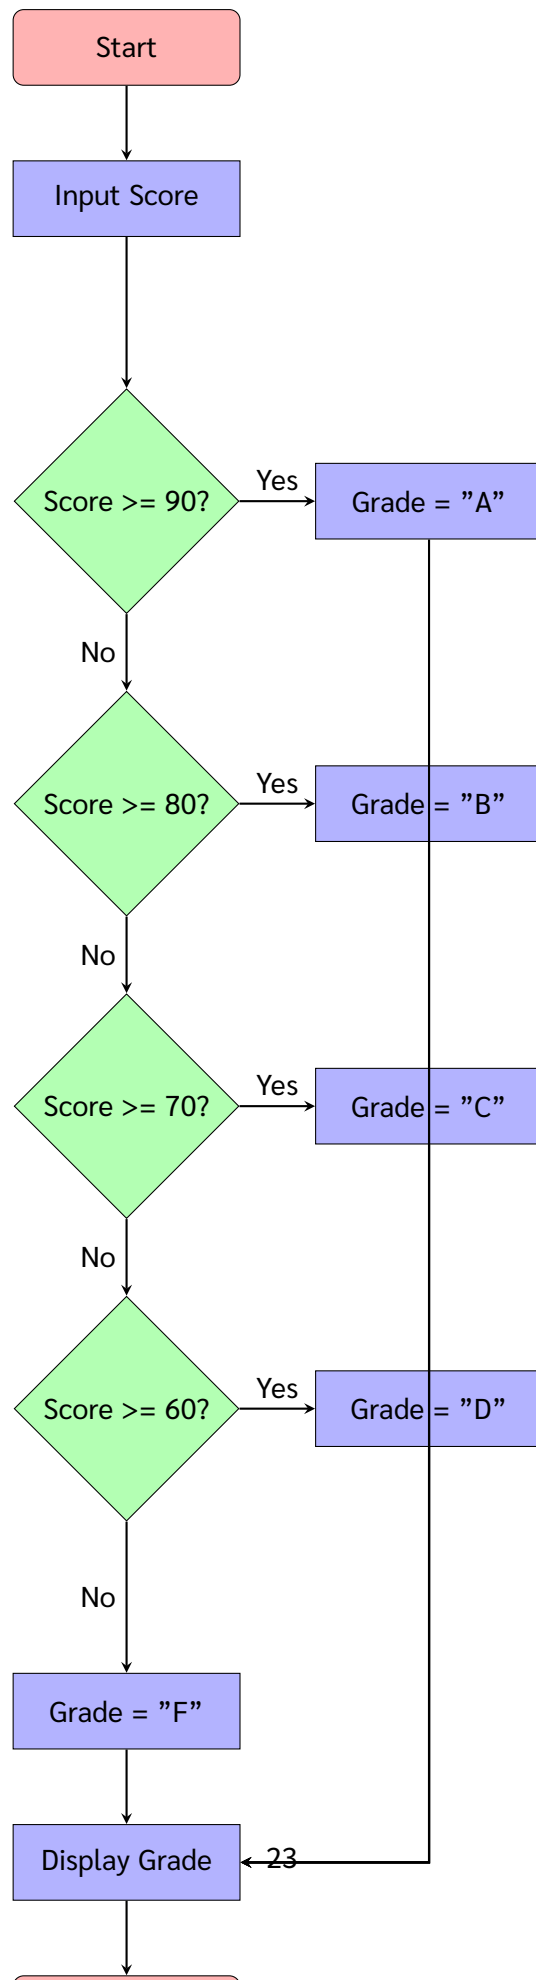 Start
Input Score
Score >= 90?
Yes
Grade = ”A”
No
Score >= 80?
Yes
Grade = ”B”
No
Score >= 70?
Yes
Grade = ”C”
No
Score >= 60?
Yes
Grade = ”D”
No
Grade = ”F”
Display Grade
23